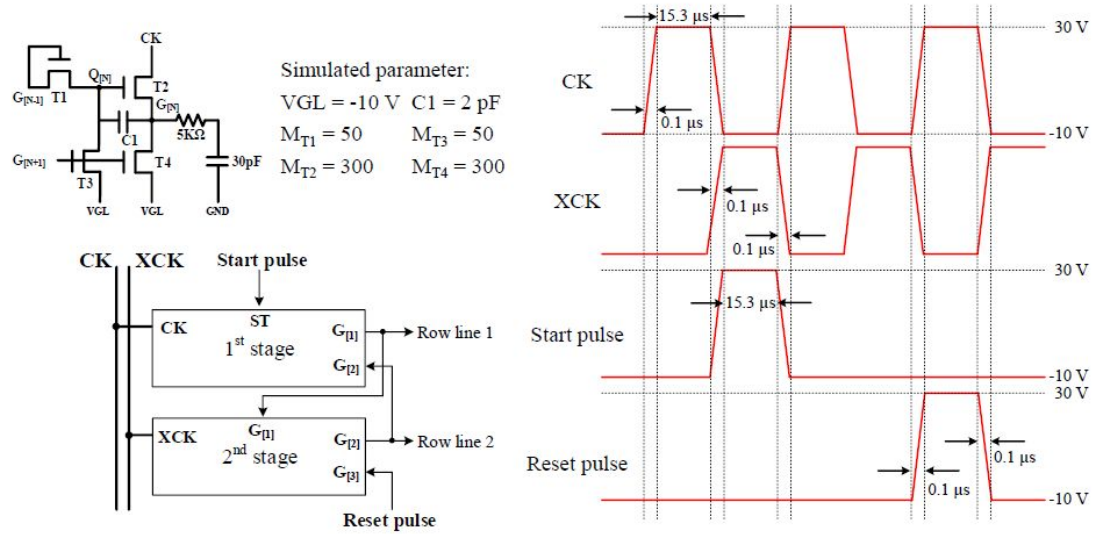 CK
Q[N]
T2
G[N-1]
T1
G[N]
C1
5KΩ
G[N+1]
T4
30pF
T3
VGL
VGL
GND
Simulated parameter:
VGL = -10 V C1 = 2 pF
MT1 = 50 MT3 = 50
MT2 = 300 MT4 = 300
CK XCK
Start pulse
ST
CK
G[1]
Row line 1
1st stage
G[2]
G[1]
XCK
G[2]
Row line 2
2nd stage
G[3]
Reset pulse
15.3 μs
30 V
CK
0.1 μs
-10 V
XCK
0.1 μs
0.1 μs
30 V
15.3 μs
Start pulse
-10 V
30 V
Reset pulse
0.1 μs
0.1 μs
-10 V